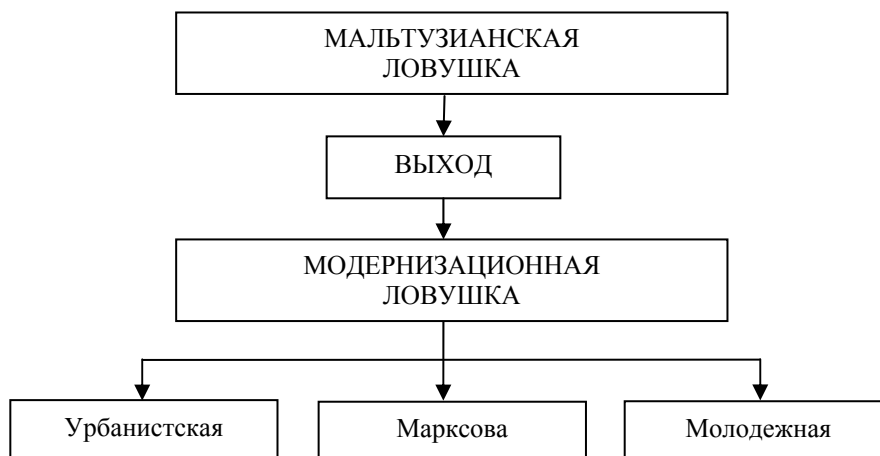 МАЛЬТУЗИАНСКАЯ
ЛОВУШКА
ВЫХОД
МОДЕРНИЗАЦИОННАЯ
ЛОВУШКА
Урбанистская
Марксова
Молодежная